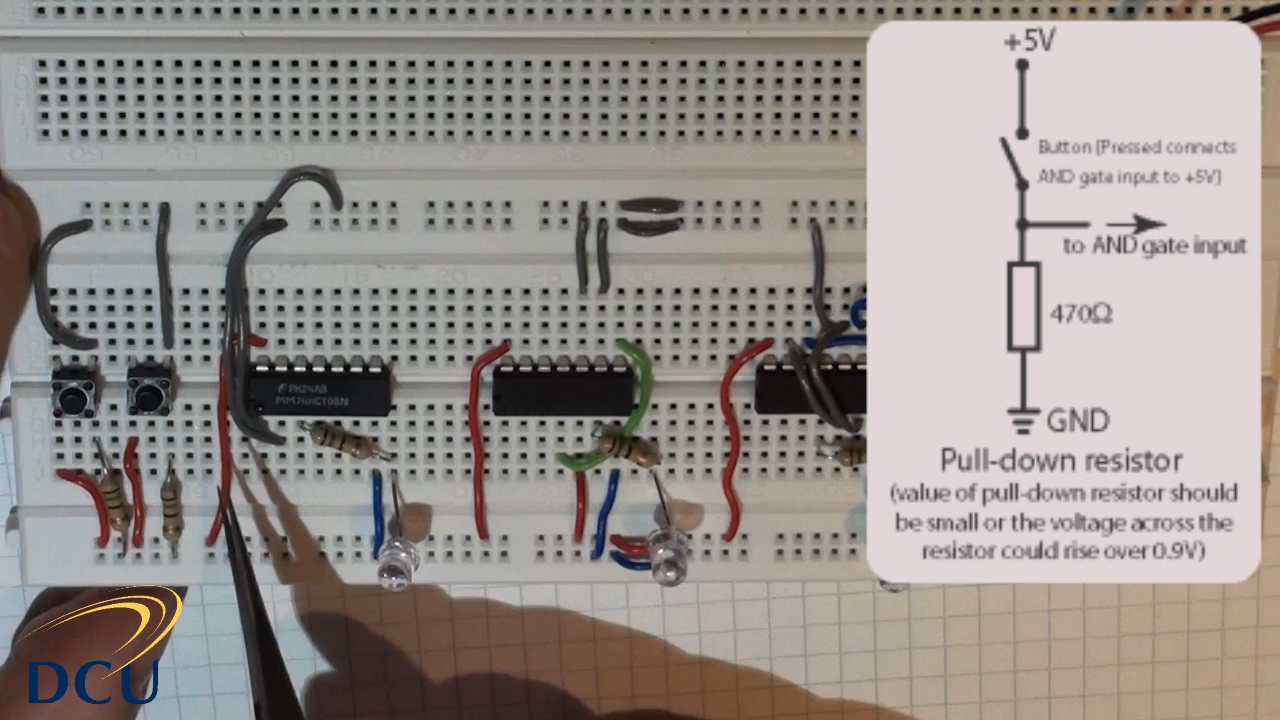 +5V
Button (Pressed connects
AND gate input to +5V)
to AND gate input
470Ω
GND
Pull-down resistor
(value of pull-down resistor should
be small or the voltage across the
resistor could rise over 0.9V)
PH24AB
MM74HCT08N
DCU